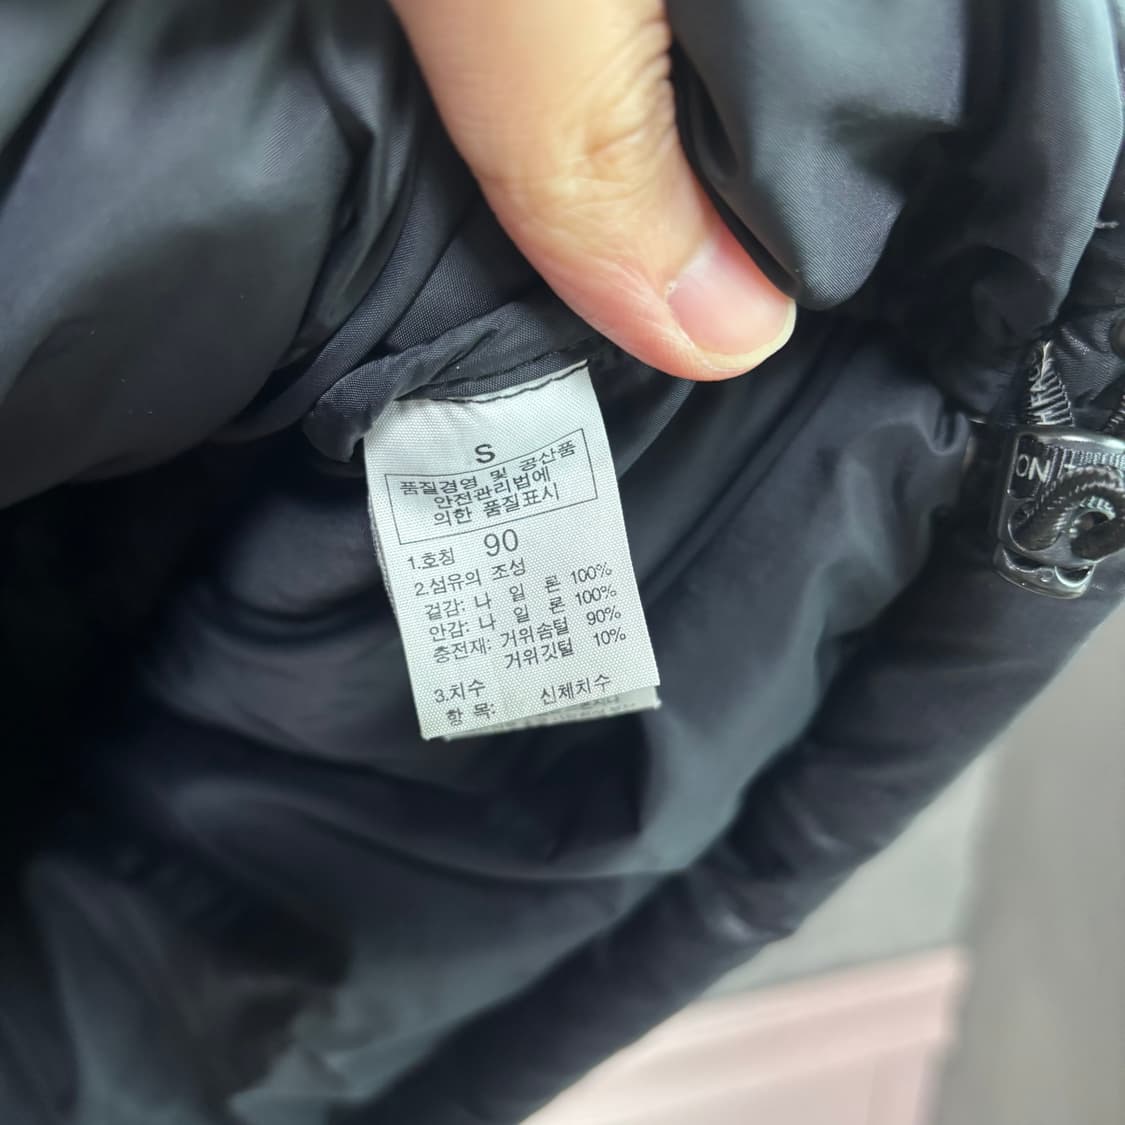 S
품질경영 및 공산품
안전관리법에
의한 품질표시
1.호칭 90
2.섬유의 조성
겉감: 나 일 론 100%
안감: 나 일 론 100%
충전재: 거위솜털 90%
거위깃털 10%
3.치수 신체치수
항 목: